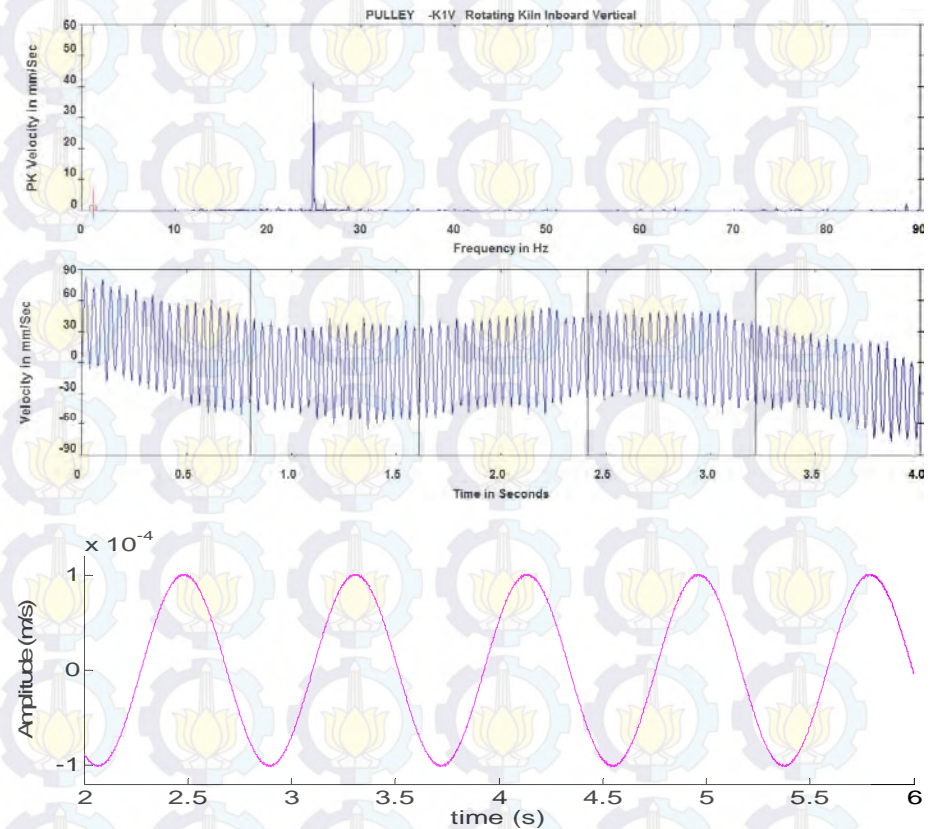 PULLEY -K1V Rotating Kiln Inboard Vertical
PK Velocity in mm/Sec
60
50
40
30
20
10
0
0 10 20 30 40 50 60 70 80 90
Frequency in Hz
Velocity in mm/Sec
90
60
30
0
-30
-60
-90
0 0.5 1.0 1.5 2.0 2.5 3.0 3.5 4.0
Time in Seconds
x 10-4
Amplitude (m/s)
1
0
-1
2 2.5 3 3.5 4 4.5 5 5.5 6
time (s)